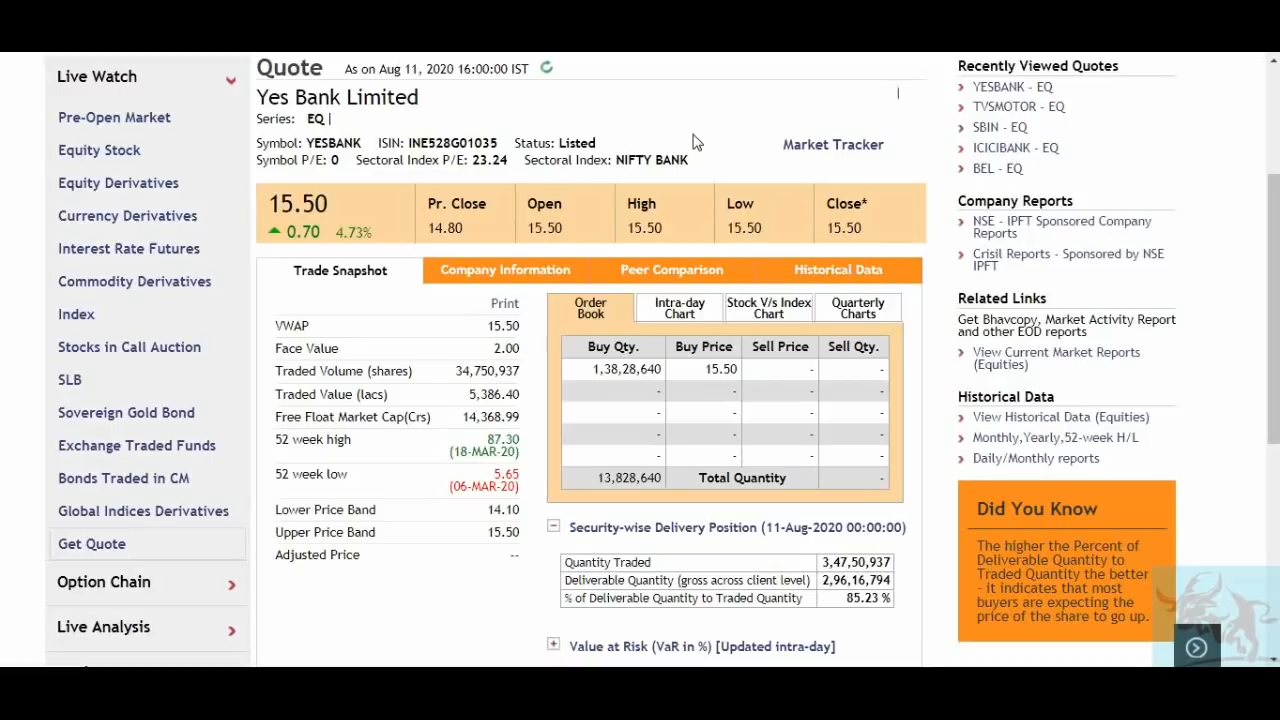 Live Watch
Pre-Open Market
Equity Stock
Equity Derivatives
Currency Derivatives
Interest Rate Futures
Commodity Derivatives
Index
Stocks in Call Auction
SLB
Sovereign Gold Bond
Exchange Traded Funds
Bonds Traded in CM
Global Indices Derivatives
Get Quote
Option Chain
Live Analysis
Quote As on Aug 11, 2020 16:00:00 IST
Yes Bank Limited
Series: EQ |
|
Symbol: YESBANK ISIN: INE528G01035 Status: Listed
Symbol P/E: 0 Sectoral Index P/E: 23.24 Sectoral Index: NIFTY BANK
Market Tracker
15.50 Pr. Close Open High Low Close*
0.70 4.73% 14.80 15.50 15.50 15.50 15.50
Trade Snapshot Company Information Peer Comparison Historical Data
Print
VWAP 15.50
Face Value 2.00
Traded Volume (shares) 34,750,937
Traded Value (lacs) 5,386.40
Free Float Market Cap(Crs) 14,368.99
52 week high 87.30
(18-MAR-20)
52 week low 5.65
(06-MAR-20)
Lower Price Band 14.10
Upper Price Band 15.50
Adjusted Price --
Order Book
Intra-day Chart
Stock V/s Index Chart
Quarterly Charts
Buy Qty. Buy Price Sell Price Sell Qty.
1,38,28,640 15.50 - -
- - - -
- - - -
- - - -
- - - -
13,828,640 Total Quantity -
Security-wise Delivery Position (11-Aug-2020 00:00:00)
Quantity Traded 3,47,50,937
Deliverable Quantity (gross across client level) 2,96,16,794
% of Deliverable Quantity to Traded Quantity 85.23 %
Value at Risk (VaR in %) [Updated intra-day]
Recently Viewed Quotes
YESBANK - EQ
TVSMOTOR - EQ
SBIN - EQ
ICICIBANK - EQ
BEL - EQ
Company Reports
NSE - IPFT Sponsored Company
Reports
Crisil Reports - Sponsored by NSE
IPFT
Related Links
Get Bhavcopy, Market Activity Report
and other EOD reports
View Current Market Reports
(Equities)
Historical Data
View Historical Data (Equities)
Monthly,Yearly,52-week H/L
Daily/Monthly reports
Did You Know
The higher the Percent of
Deliverable Quantity to
Traded Quantity the better
- it indicates that most
buyers are expecting the
price of the share to go up.